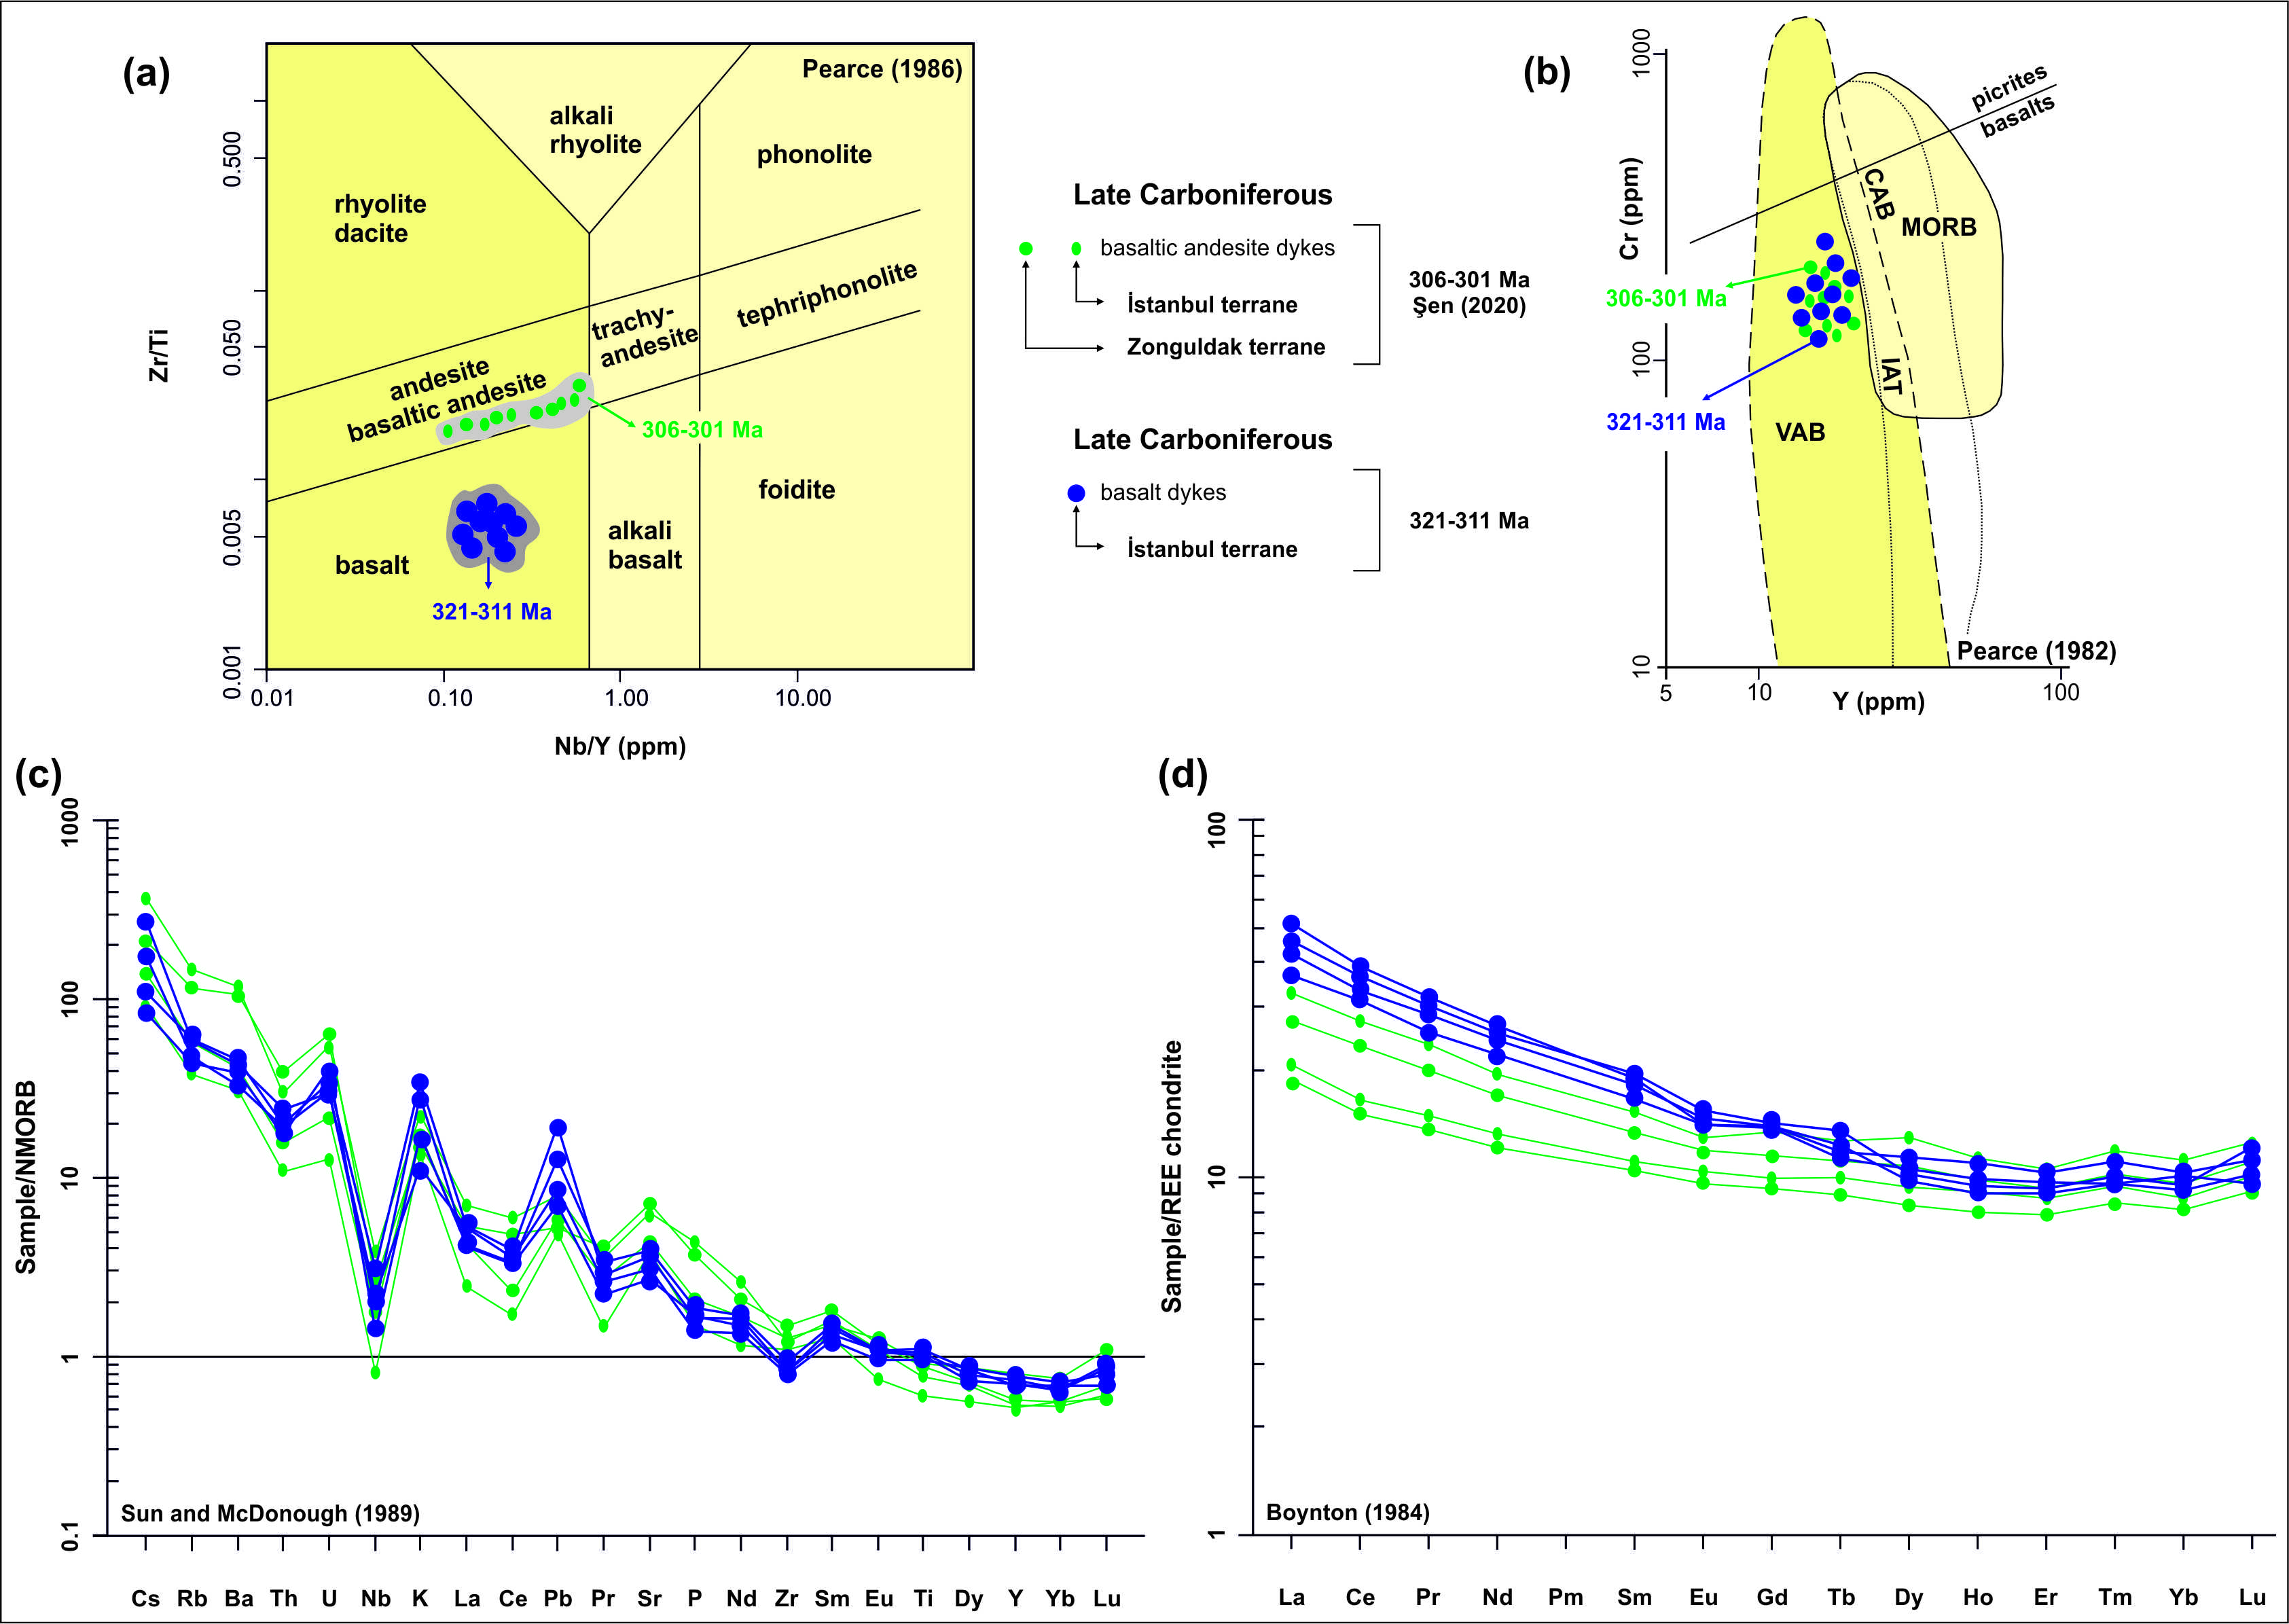 (a)
Pearce (1986)
alkali
rhyolite
phonolite
rhyolite
dacite
tephriphonolite
trachy-
andesite
andesite
basaltic andesite
306-301 Ma
foidite
alkali
basalt
basalt
321-311 Ma
Zr/Ti
0.500
0.050
0.005
0.001
0.01
0.10
1.00
10.00
Nb/Y (ppm)
Late Carboniferous
basaltic andesite dykes
İstanbul terrane
Zonguldak terrane
306-301 Ma
Şen (2020)
Late Carboniferous
basalt dykes
İstanbul terrane
321-311 Ma
(b)
1000
100
10
Cr (ppm)
picrites
basalts
CAB
MORB
306-301 Ma
IAT
321-311 Ma
VAB
Pearce (1982)
5
10
100
Y (ppm)
(c)
1000
100
10
1
0.1
Sample/NMORB
Sun and McDonough (1989)
Cs Rb Ba Th U Nb K La Ce Pb Pr Sr P Nd Zr Sm Eu Ti Dy Y Yb Lu
(d)
100
10
1
Sample/REE chondrite
Boynton (1984)
La Ce Pr Nd Pm Sm Eu Gd Tb Dy Ho Er Tm Yb Lu